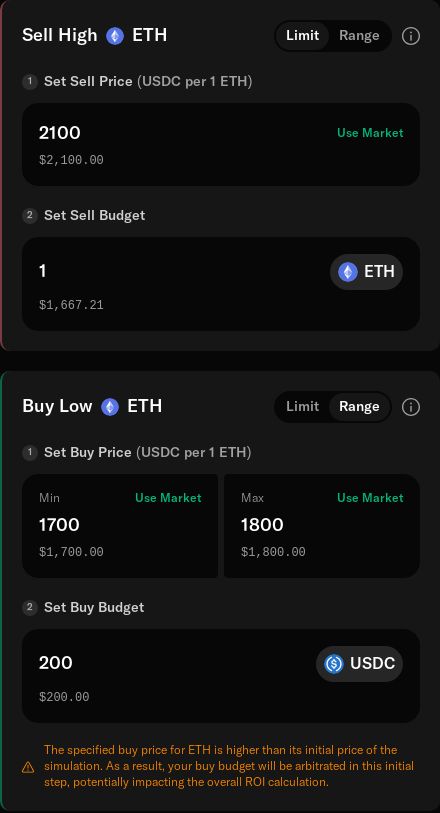 Sell High ETH Limit Range
1 Set Sell Price (USDC per 1 ETH)
2100 Use Market
$2,100.00
2 Set Sell Budget
1 ETH
$1,667.21
Buy Low ETH Limit Range
1 Set Buy Price (USDC per 1 ETH)
Min Use Market Max Use Market
1700 1800
$1,700.00 $1,800.00
2 Set Buy Budget
200 USDC
$200.00
The specified buy price for ETH is higher than its initial price of the
simulation. As a result, your buy budget will be arbitrated in this initial
step, potentially impacting the overall ROI calculation.